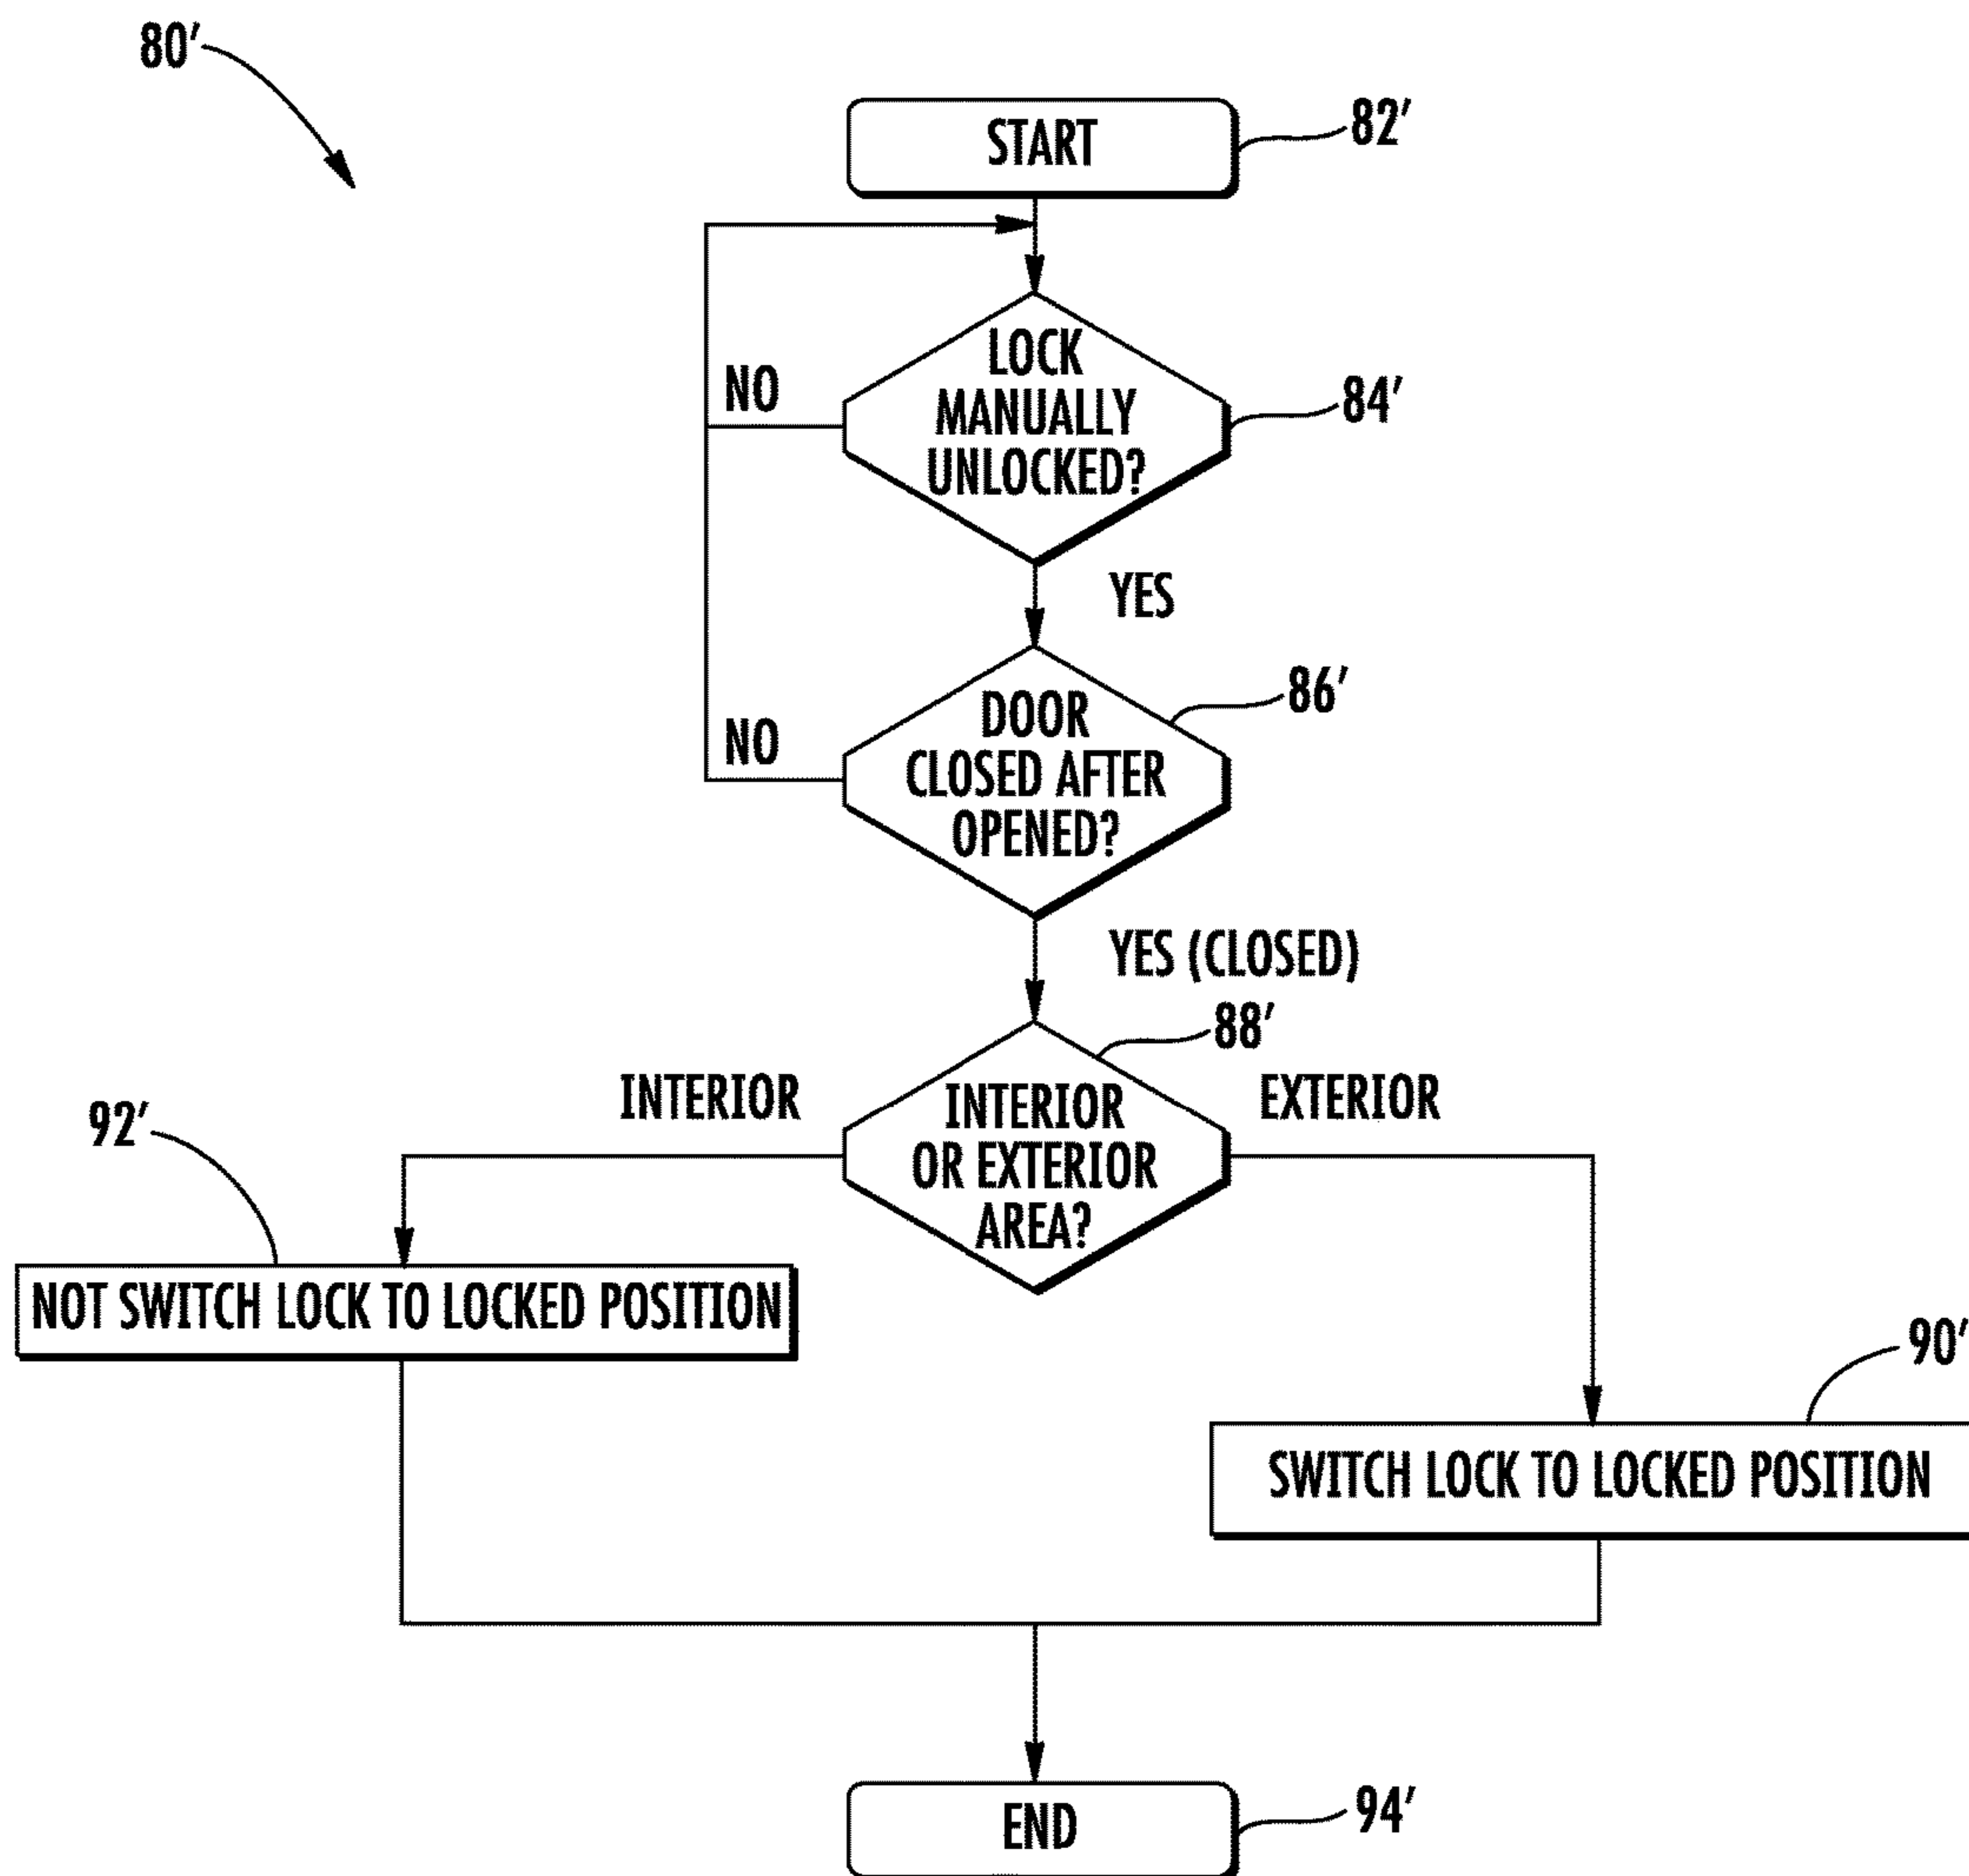 80'
START
82'
LOCK
MANUALLY
UNLOCKED?
84'
NO
YES
DOOR
CLOSED AFTER
OPENED?
86'
NO
YES (CLOSED)
88'
INTERIOR
INTERIOR
OR EXTERIOR
AREA?
EXTERIOR
92'
NOT SWITCH LOCK TO LOCKED POSITION
90'
SWITCH LOCK TO LOCKED POSITION
END
94'